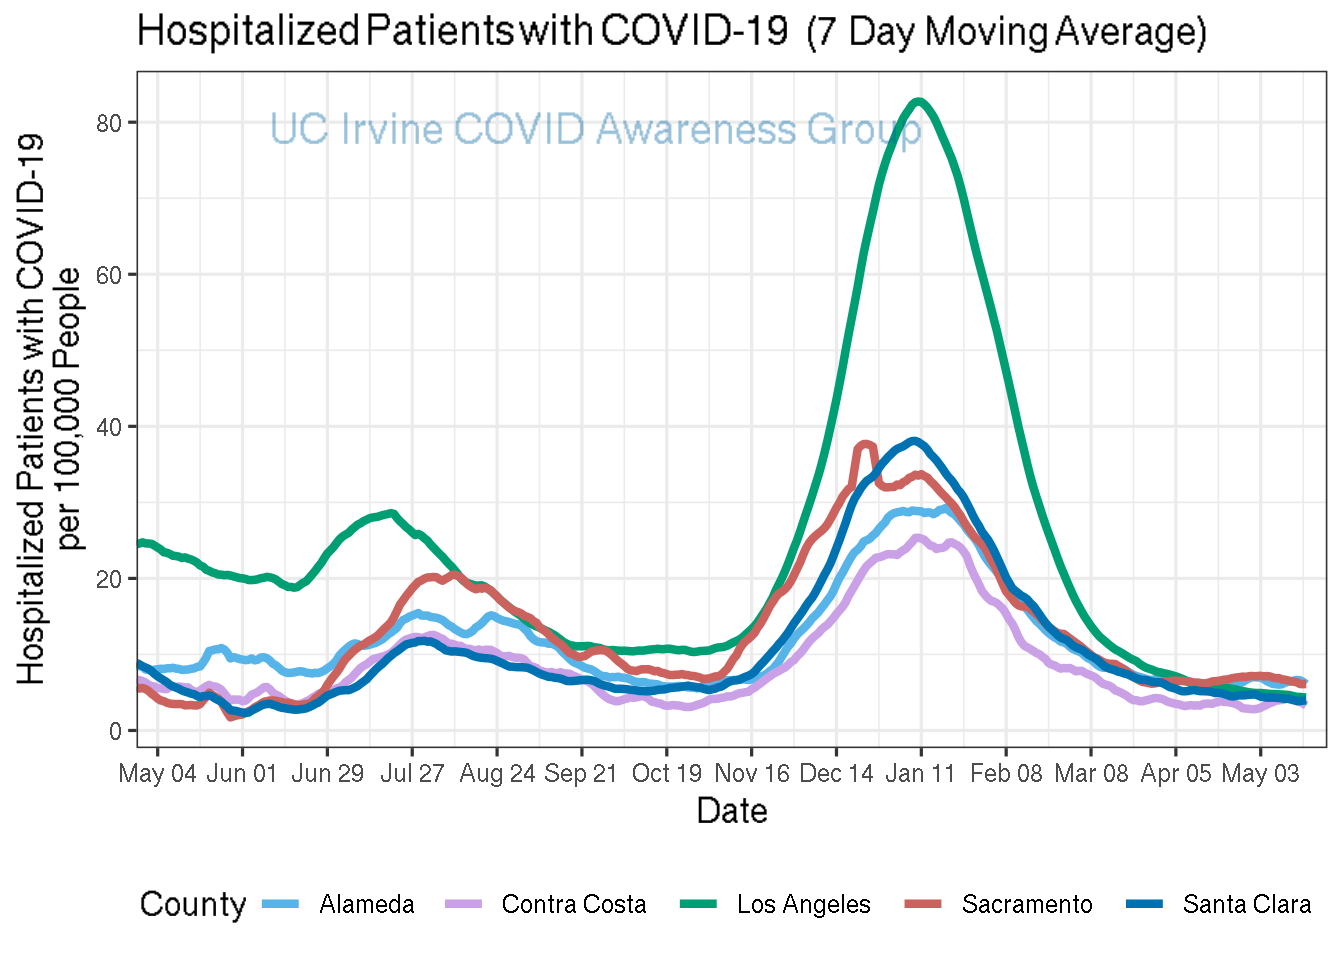 Hospitalized Patients with COVID-19 (7 Day Moving Average)
UC Irvine COVID Awareness Group
Hospitalized Patients with COVID-19
per 100,000 People
80
60
40
20
0
May 04 Jun 01 Jun 29 Jul 27 Aug 24 Sep 21 Oct 19 Nov 16 Dec 14 Jan 11 Feb 08 Mar 08 Apr 05 May 03
Date
County Alameda Contra Costa Los Angeles Sacramento Santa Clara